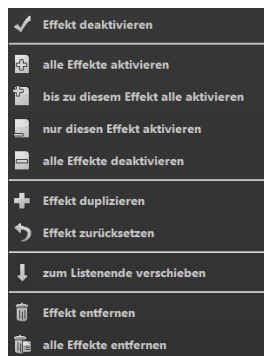 Effekt deaktivieren
alle Effekte aktivieren
bis zu diesem Effekt alle aktivieren
nur diesen Effekt aktivieren
alle Effekte deaktivieren
Effekt duplizieren
Effekt zurücksetzen
zum Listenende verschieben
Effekt entfernen
alle Effekte entfernen